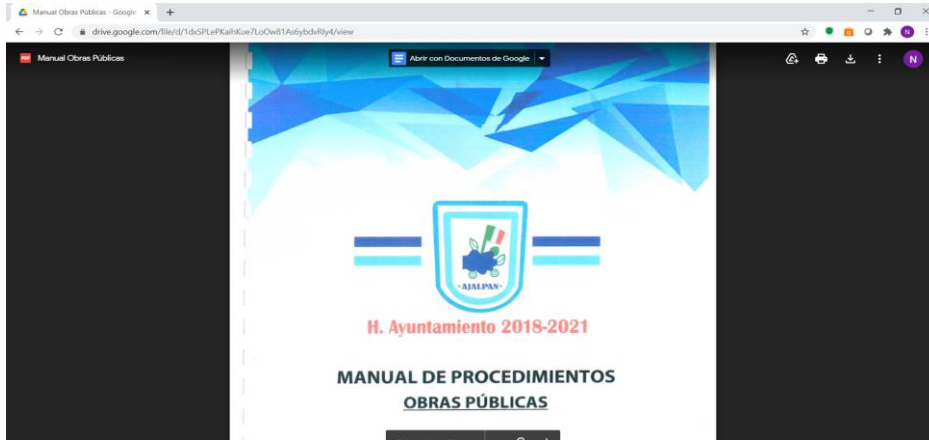 Manual Obras Públicas - Google
drive.google.com/file/d/1dxSPLePKaihKue7LoOw81As6ybdvRly4/view
PDF Manual Obras Públicas
Abrir con Documentos de Google
N
AJALPAN
H. Ayuntamiento 2018-2021
MANUAL DE PROCEDIMIENTOS
OBRAS PÚBLICAS